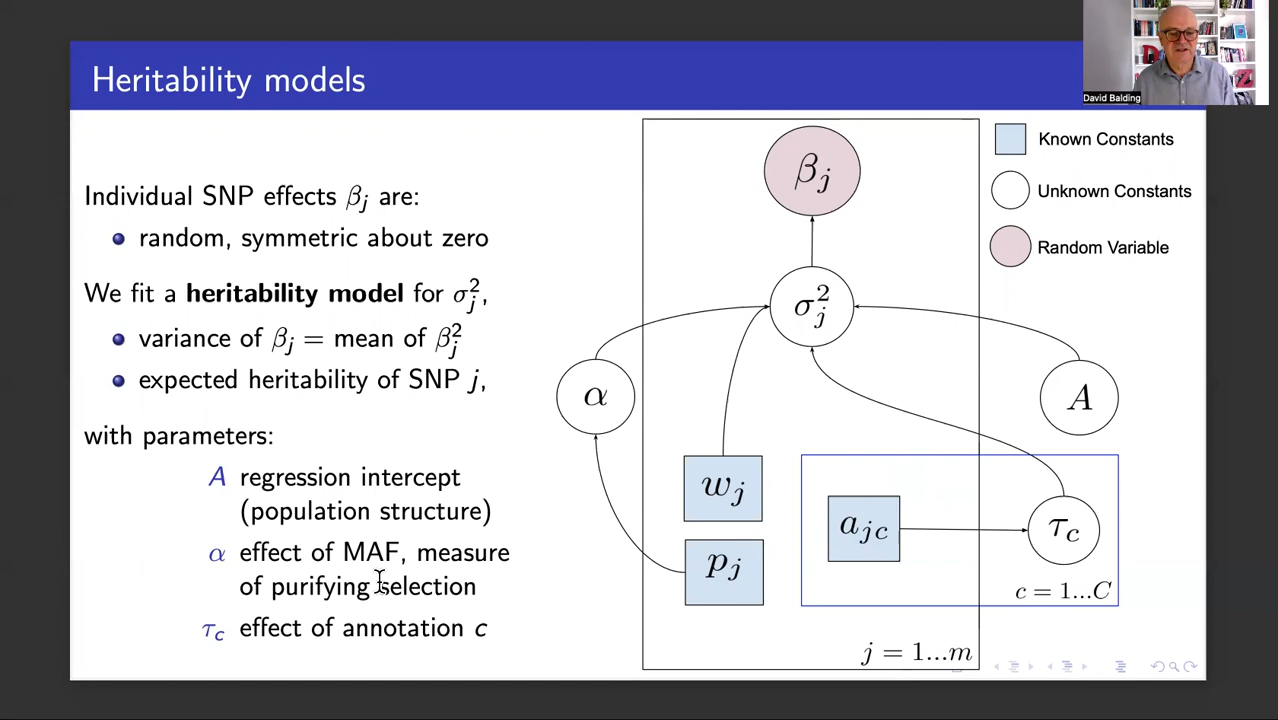 Heritability models
David Balding
Individual SNP effects βj are:
random, symmetric about zero
We fit a heritability model for σ²j,
variance of βj = mean of β²j
expected heritability of SNP j,
with parameters:
A regression intercept
(population structure)
α effect of MAF, measure
of purifying selection
τc effect of annotation c
βj
σ²j
α
A
wj
pj
ajc
τc
c = 1...C
j = 1...m
Known Constants
Unknown Constants
Random Variable